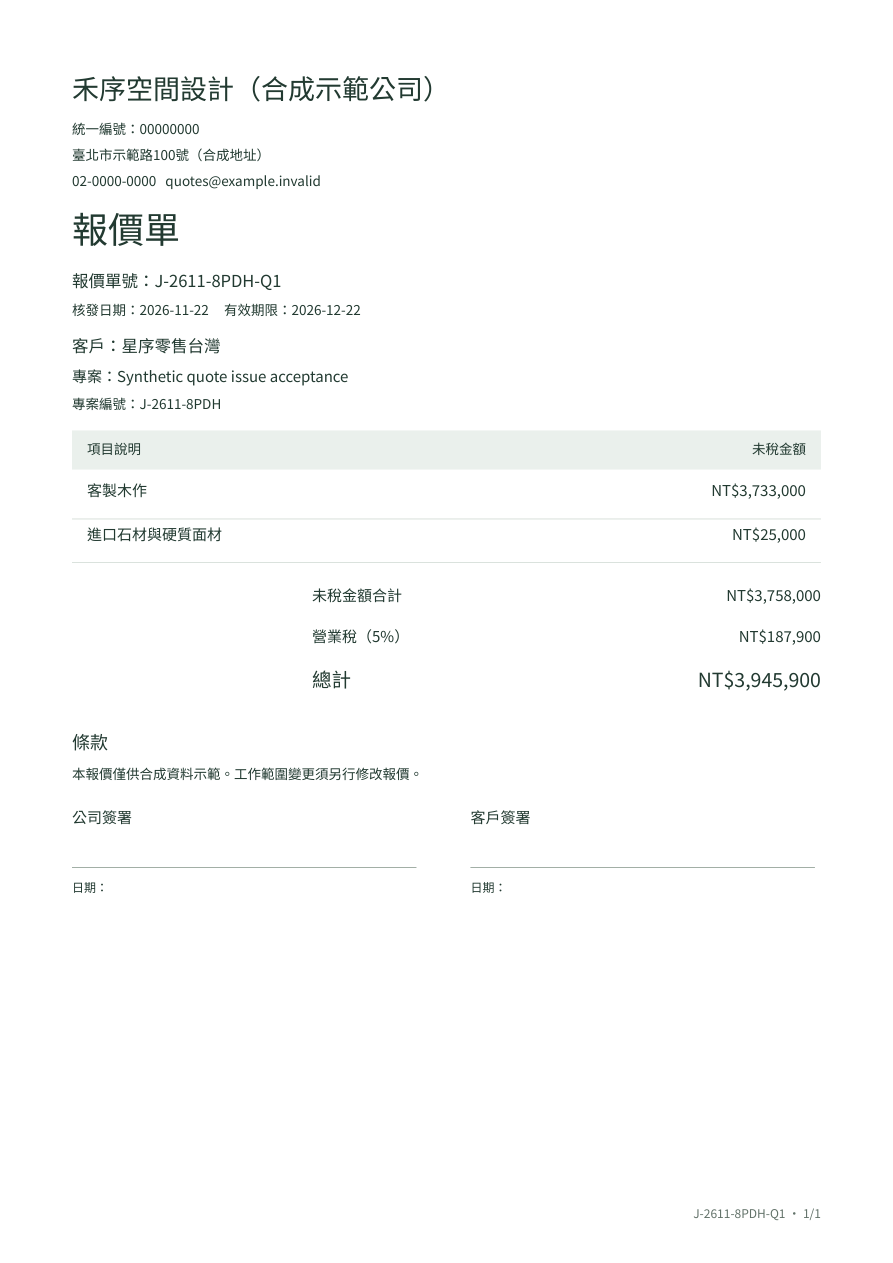 禾序空間設計（合成示範公司）
統一編號：00000000
臺北市示範路100號（合成地址）
02-0000-0000 quotes@example.invalid
報價單
報價單號：J-2611-8PDH-Q1
核發日期：2026-11-22 有效期限：2026-12-22
客戶：星序零售台灣
專案：Synthetic quote issue acceptance
專案編號：J-2611-8PDH
項目說明 未稅金額
客製木作 NT$3,733,000
進口石材與硬質面材 NT$25,000
未稅金額合計 NT$3,758,000
營業稅（5%） NT$187,900
總計 NT$3,945,900
條款
本報價僅供合成資料示範。工作範圍變更須另行修改報價。
公司簽署 客戶簽署
日期： 日期：
J-2611-8PDH-Q1 · 1/1